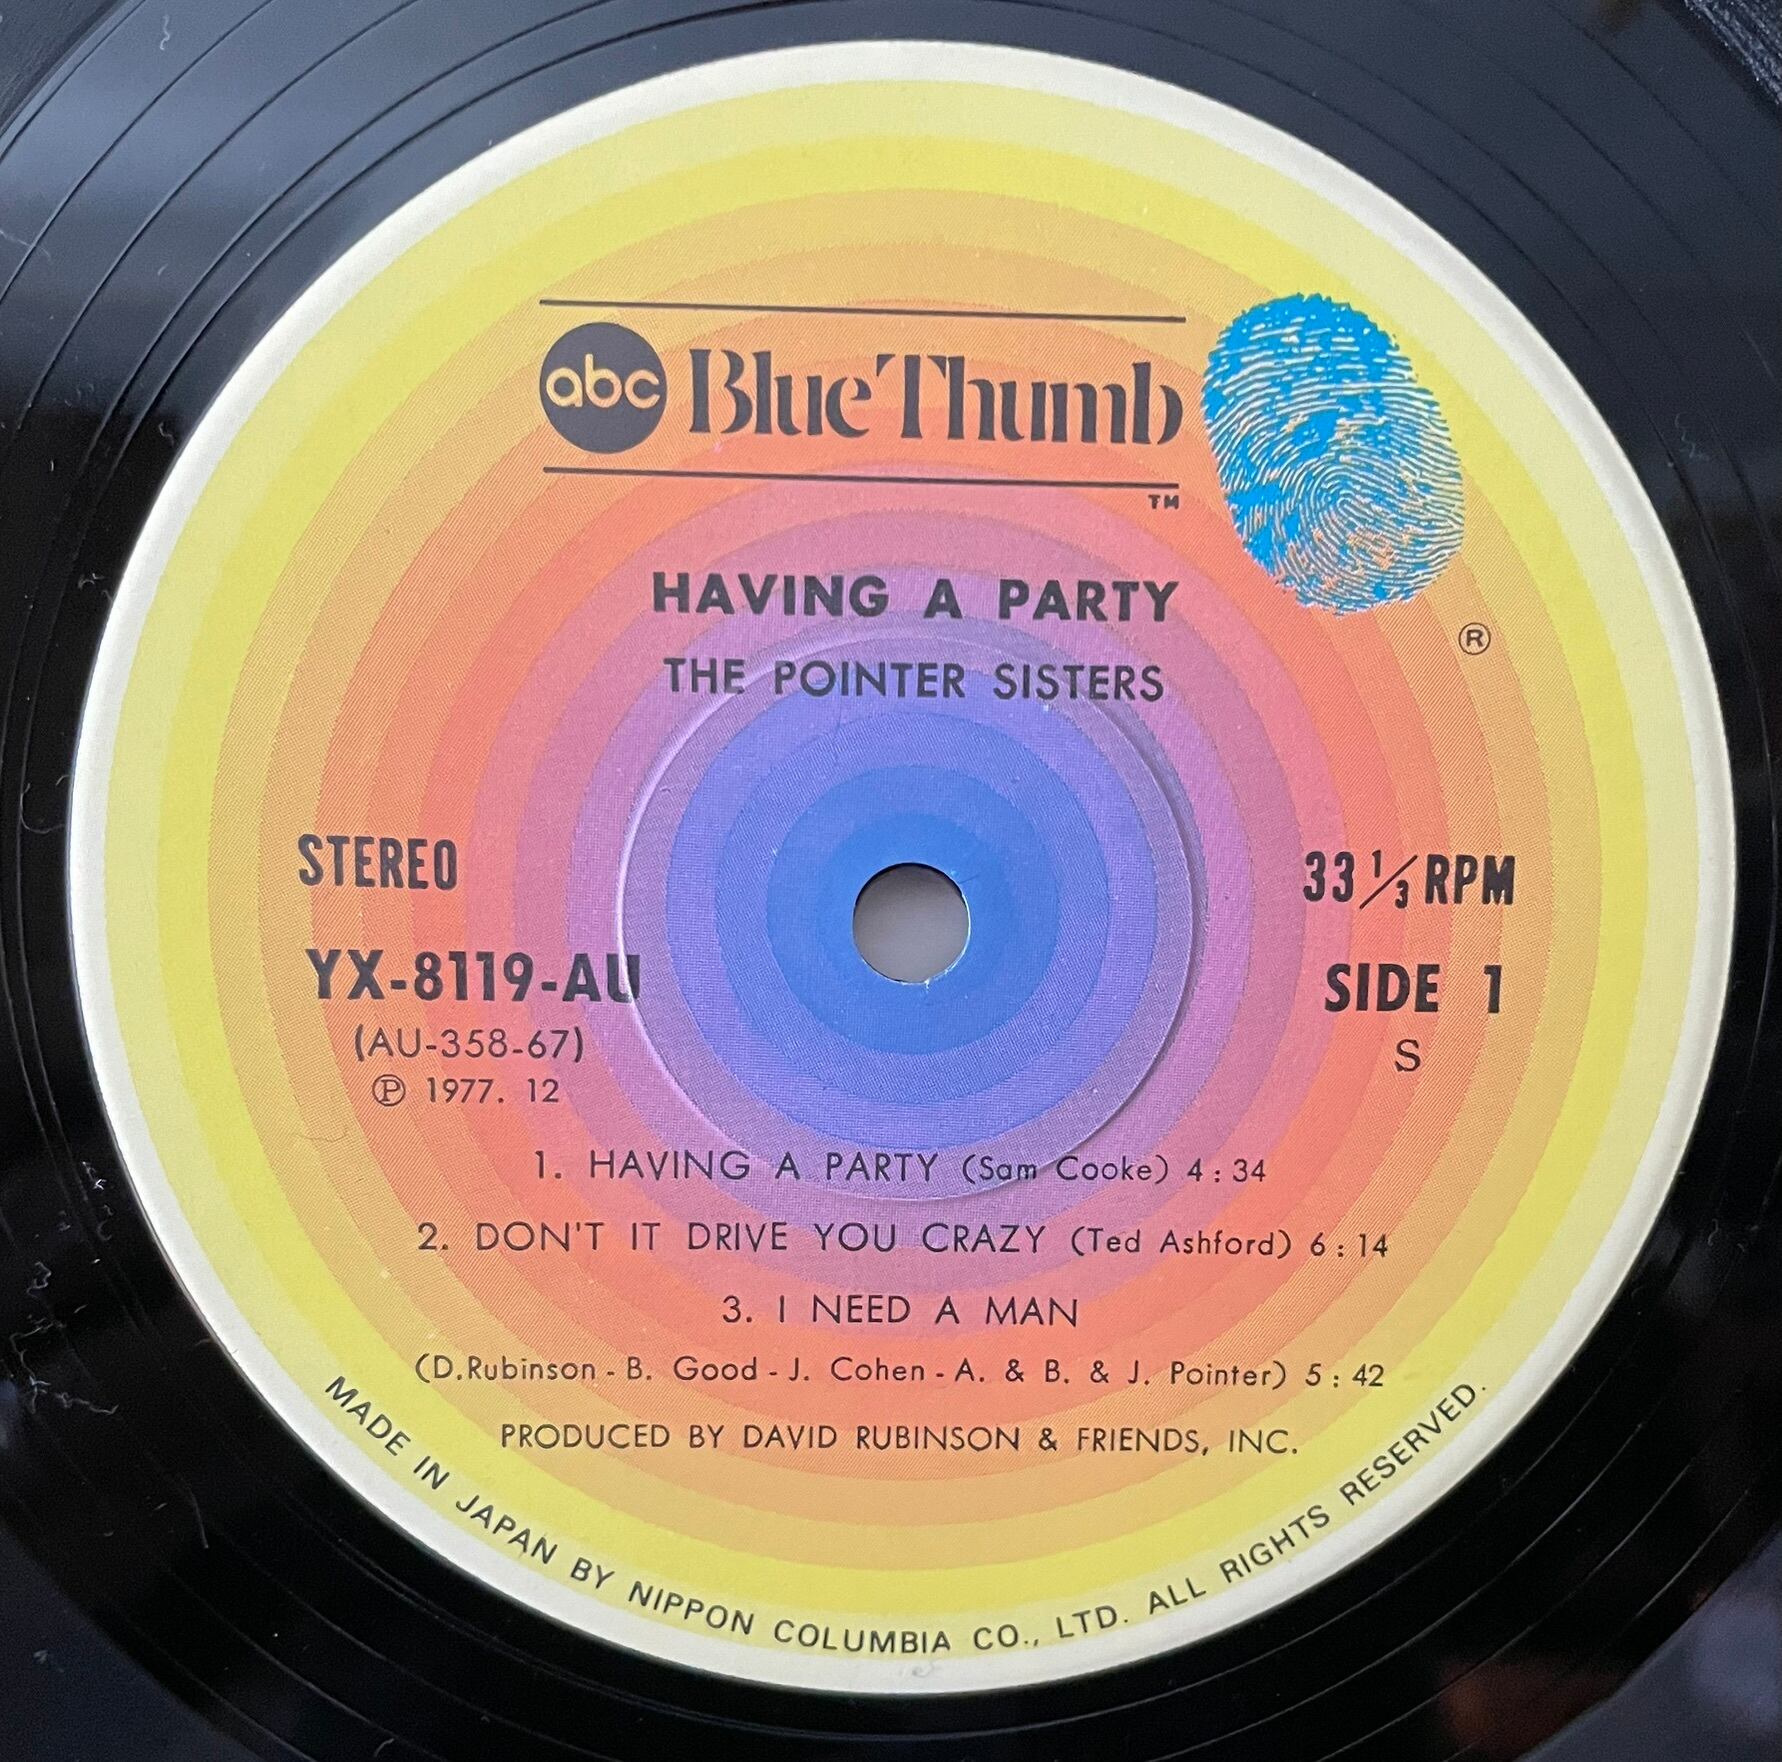 abc Blue Thumb
TM
®
HAVING A PARTY
THE POINTER SISTERS
STEREO
33 1/3 RPM
YX-8119-AU
SIDE 1
(AU-358-67)
S
Ⓟ 1977. 12
1. HAVING A PARTY (Sam Cooke) 4:34
2. DON'T IT DRIVE YOU CRAZY (Ted Ashford) 6:14
3. I NEED A MAN
(D.Rubinson - B. Good - J. Cohen - A. & B. & J. Pointer) 5:42
PRODUCED BY DAVID RUBINSON & FRIENDS, INC.
MADE IN JAPAN BY NIPPON COLUMBIA CO., LTD. ALL RIGHTS RESERVED.